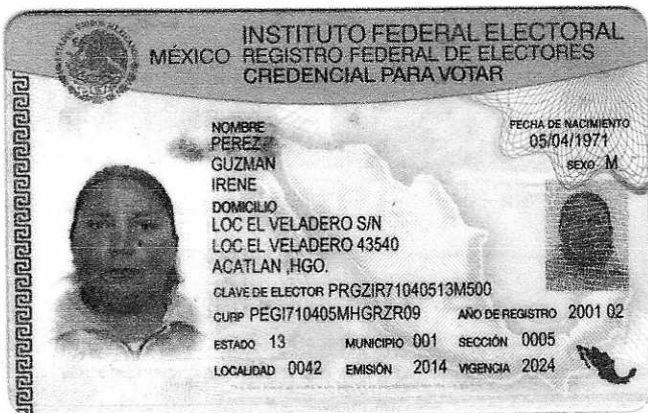 INSTITUTO FEDERAL ELECTORAL
MÉXICO REGISTRO FEDERAL DE ELECTORES
CREDENCIAL PARA VOTAR
NOMBRE
PEREZ
GUZMAN
IRENE
FECHA DE NACIMIENTO
05/04/1971
SEXO M
DOMICILIO
LOC EL VELADERO S/N
LOC EL VELADERO 43540
ACATLAN ,HGO.
CLAVE DE ELECTOR PRGZIR71040513M500
CURP PEGI710405MHGRZR09 AÑO DE REGISTRO 2001 02
ESTADO 13 MUNICIPIO 001 SECCIÓN 0005
LOCALIDAD 0042 EMISIÓN 2014 VIGENCIA 2024